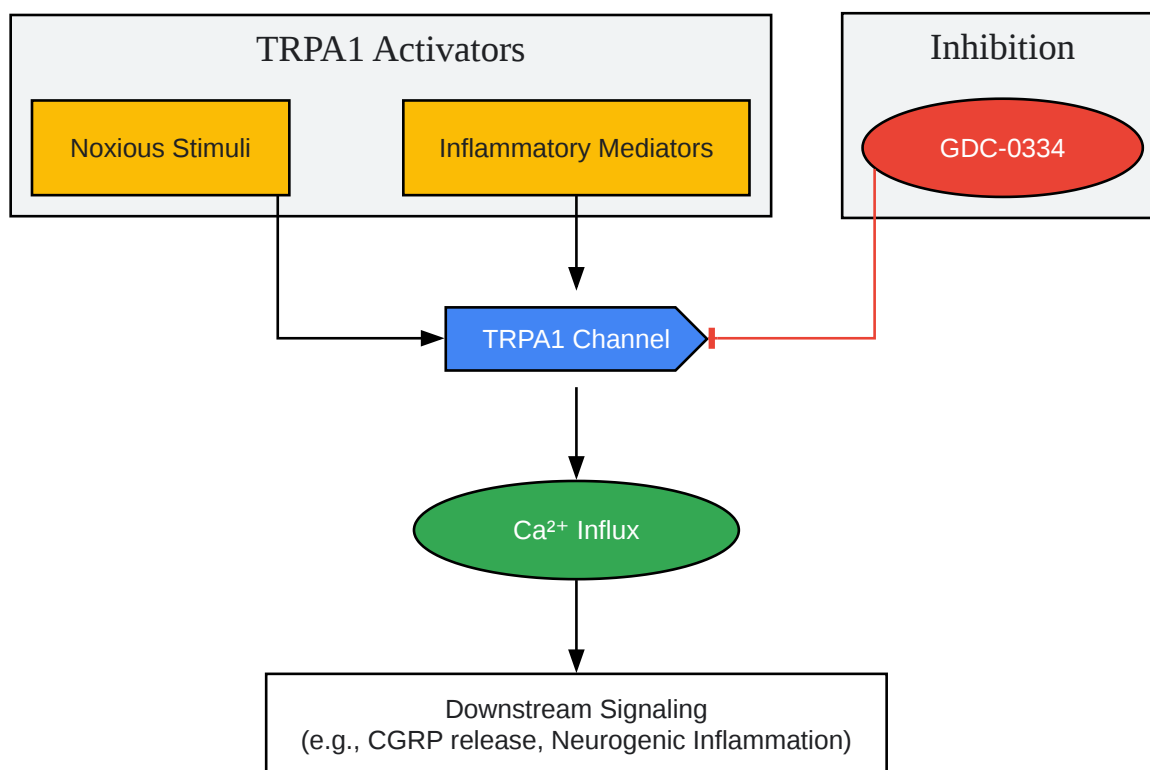 TRPA1 Activators
Inhibition
Noxious Stimuli
Inflammatory Mediators
GDC-0334
TRPA1 Channel
Ca²⁺ Influx
Downstream Signaling
(e.g., CGRP release, Neurogenic Inflammation)